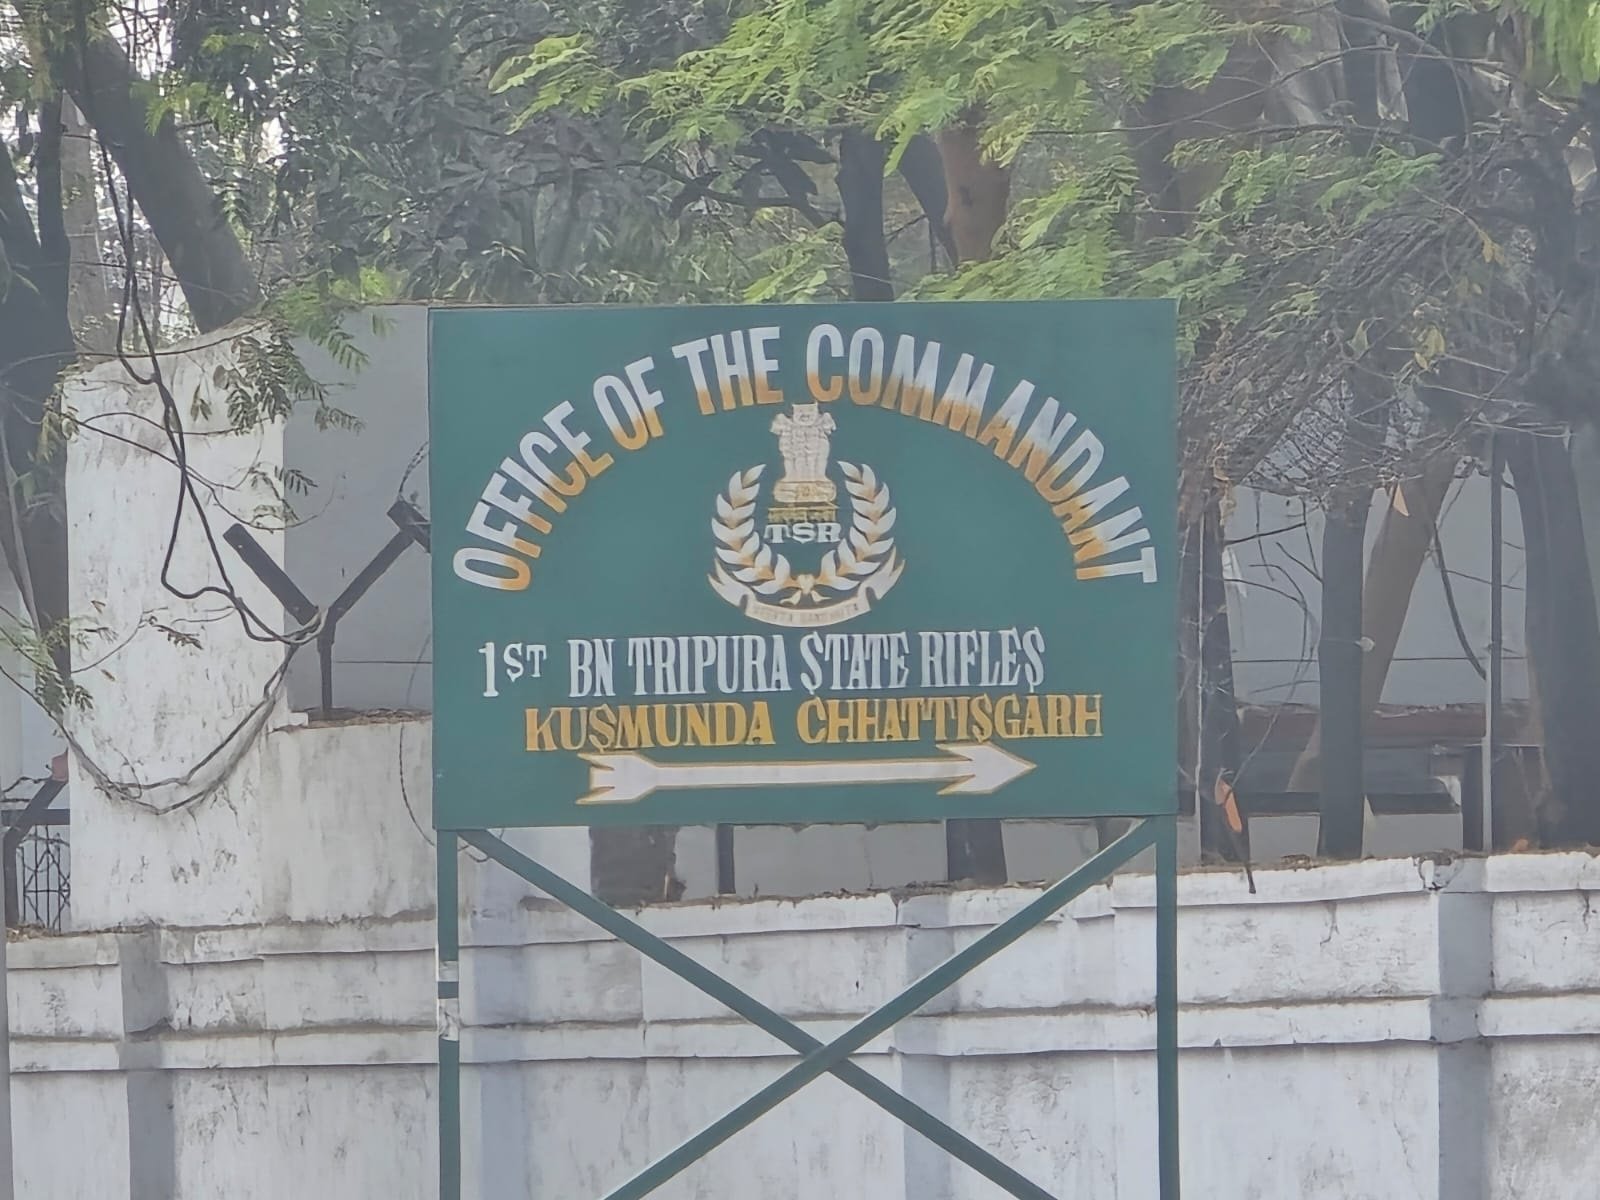 OFFICE OF THE COMMANDANT
TSR
1ST BN TRIPURA STATE RIFLES
KUSMUNDA CHHATTISGARH